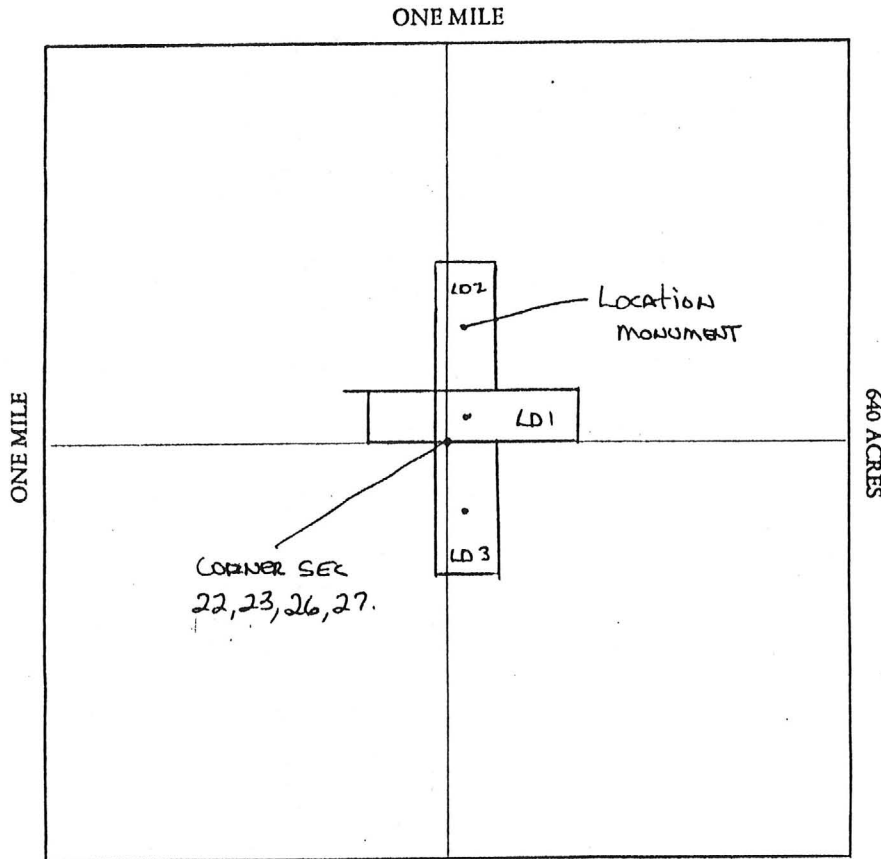 ONE MILE
LD2
LOCATION
MONUMENT
ONE MILE
LD1
640 ACRES
LD3
CORNER SEC
22, 23, 26, 27.